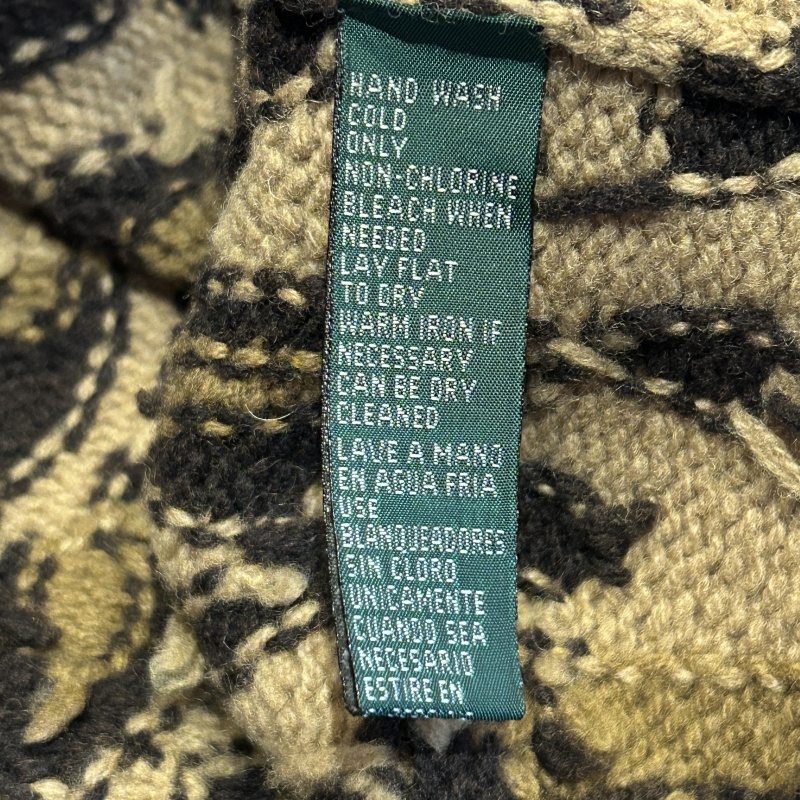 HAND WASH
COLD
ONLY
NON-CHLORINE
BLEACH WHEN
NEEDED
LAY FLAT
TO DRY
WARM IRON IF
NECESSARY
CAN BE DRY
CLEANED
LAVE A MANO
EN AGUA FRIA
USE
BLANQUEADORES
SIN CLORO
UNICAMENTE
CUANDO SEA
NECESARIO
ESTIRE EN